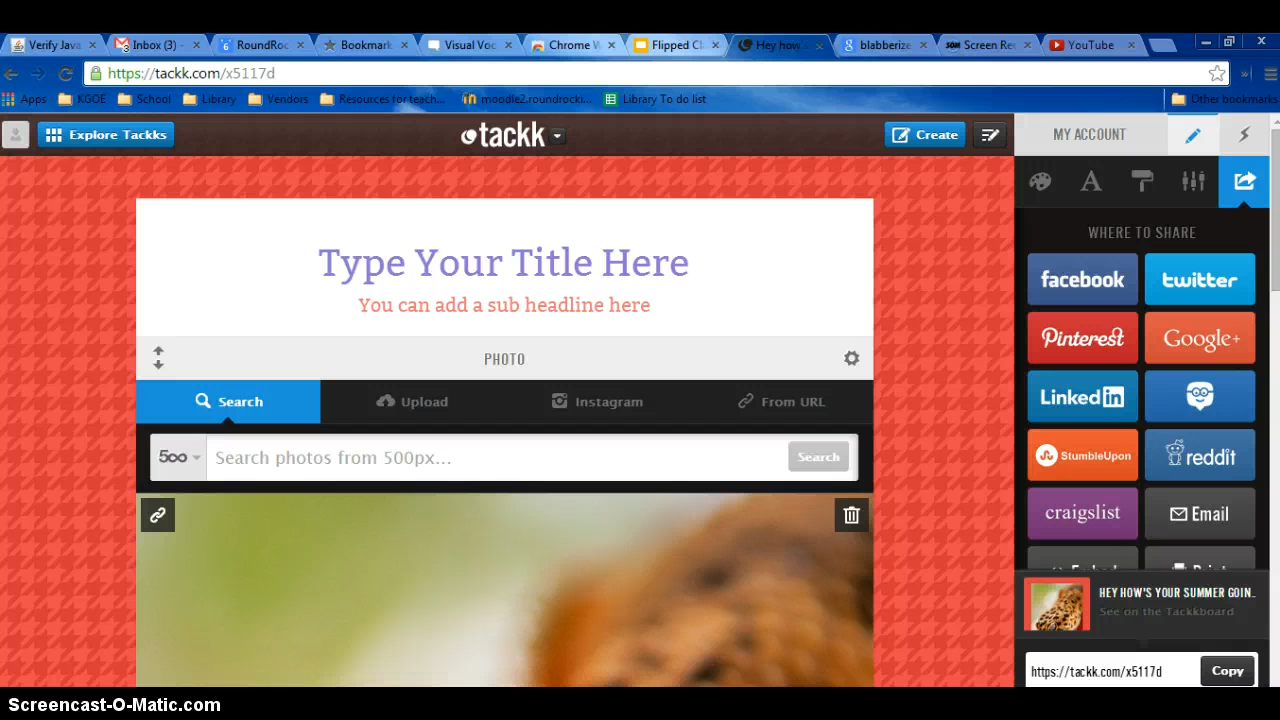 Verify Java
Inbox (3) -
RoundRoc
Bookmark
Visual Voc
Chrome W
Flipped Cl
Hey how's
blabberize
Screen Rec
YouTube
https://tackk.com/x5117d
Apps
KGOE
School
Library
Vendors
Resources for teach...
moodle2.roundrocki...
Library To do list
Other bookmarks
Explore Tackks
tackk
Create
MY ACCOUNT
WHERE TO SHARE
Type Your Title Here
You can add a sub headline here
PHOTO
Search
Upload
Instagram
From URL
500
Search photos from 500px...
Search
facebook
twitter
Pinterest
Google+
Linked in
StumbleUpon
reddit
craigslist
Email
Embed
Print
HEY HOW'S YOUR SUMMER GOIN..
See on the Tackkboard
https://tackk.com/x5117d
Copy
Screencast-O-Matic.com